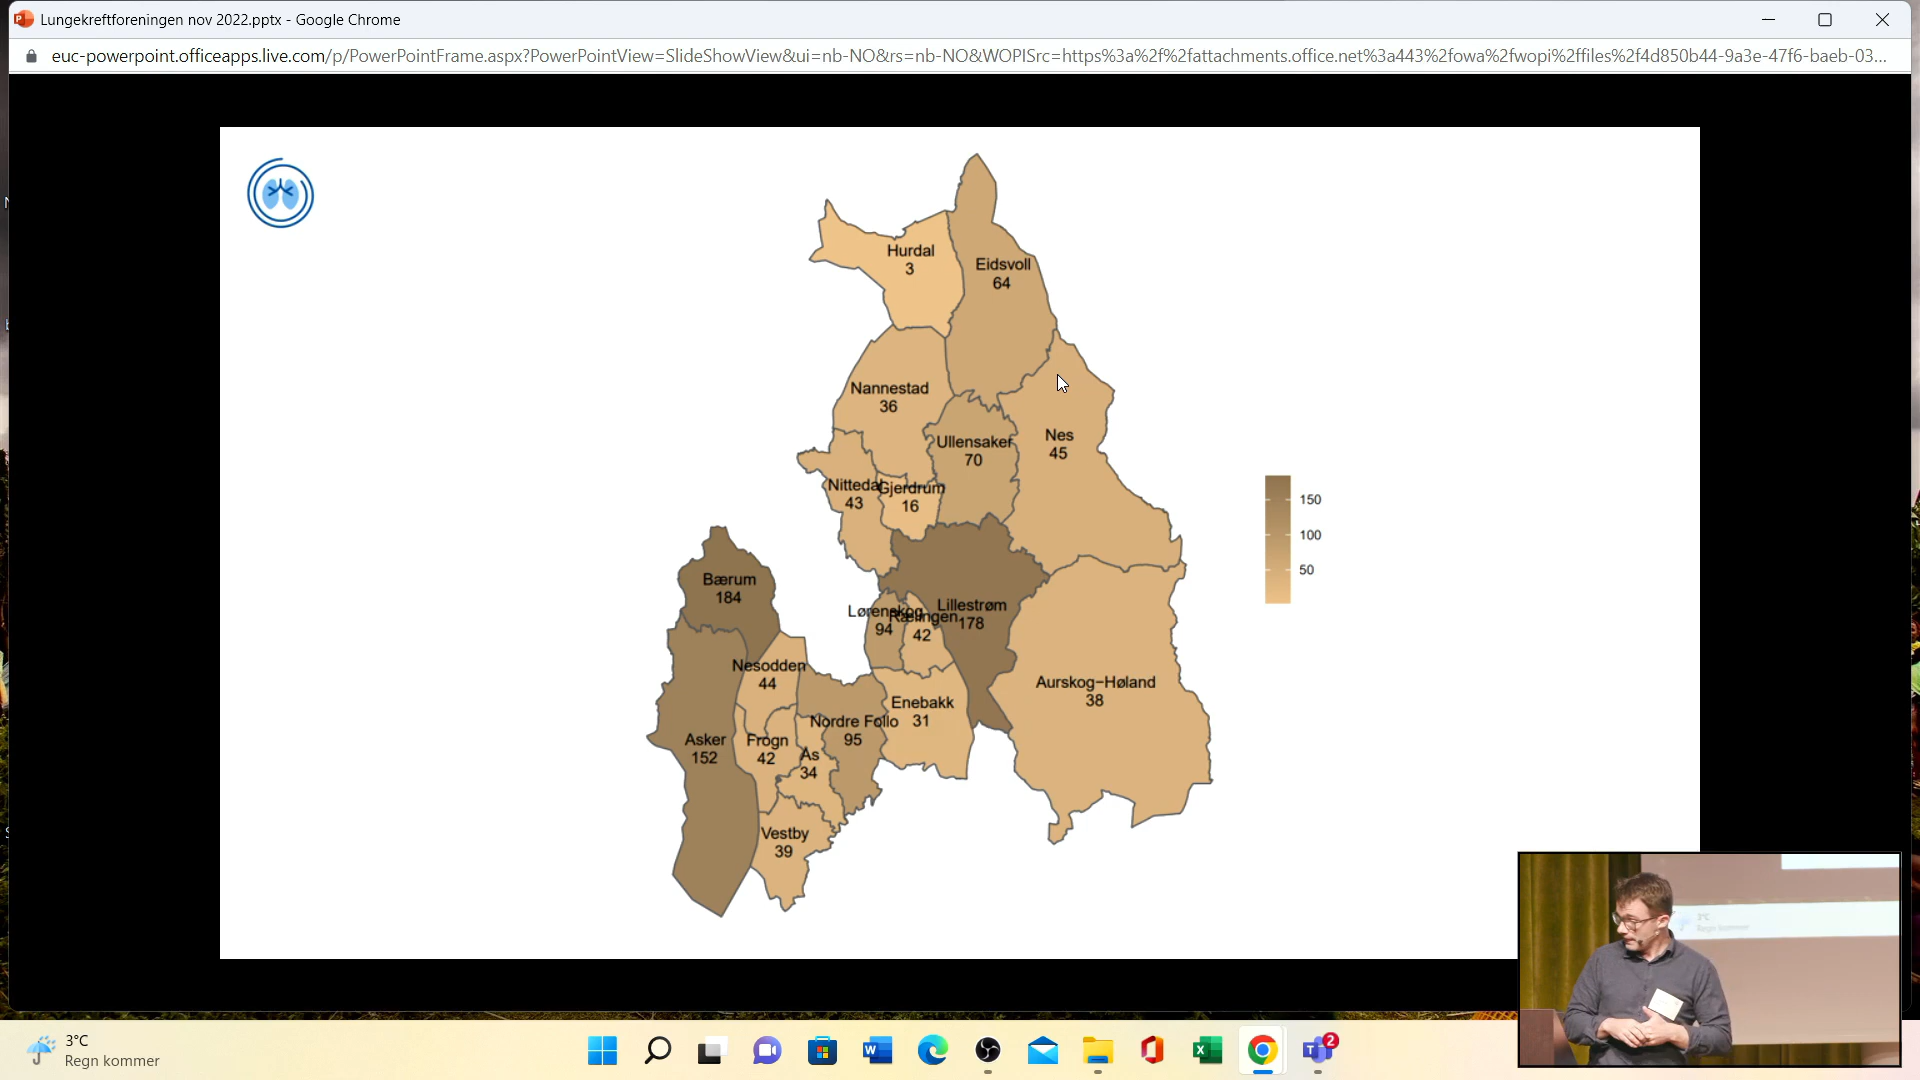 Lungekreftforeningen nov 2022.pptx - Google Chrome
euc-powerpoint.officeapps.live.com/p/PowerPointFrame.aspx?PowerPointView=SlideShowView&ui=nb-NO&rs=nb-NO&WOPISrc=https%3a%2f%2fattachments.office.net%3a443%2fowa%2fwopi%2ffiles%2f4d850b44-9a3e-47f6-baeb-03...
Hurdal
3
Eidsvoll
64
Nannestad
36
Ullensaker
70
Nes
45
Nittedal
43
Gjerdrum
16
150
100
50
Bærum
184
Lørenskog
94
Rælingen
42
Lillestrøm
178
Nesodden
44
Aurskog-Høland
38
Enebakk
31
Nordre Follo
95
Asker
152
Frogn
42
Ås
34
Vestby
39
3°C
Regn kommer
3°C
Regn kommer
2